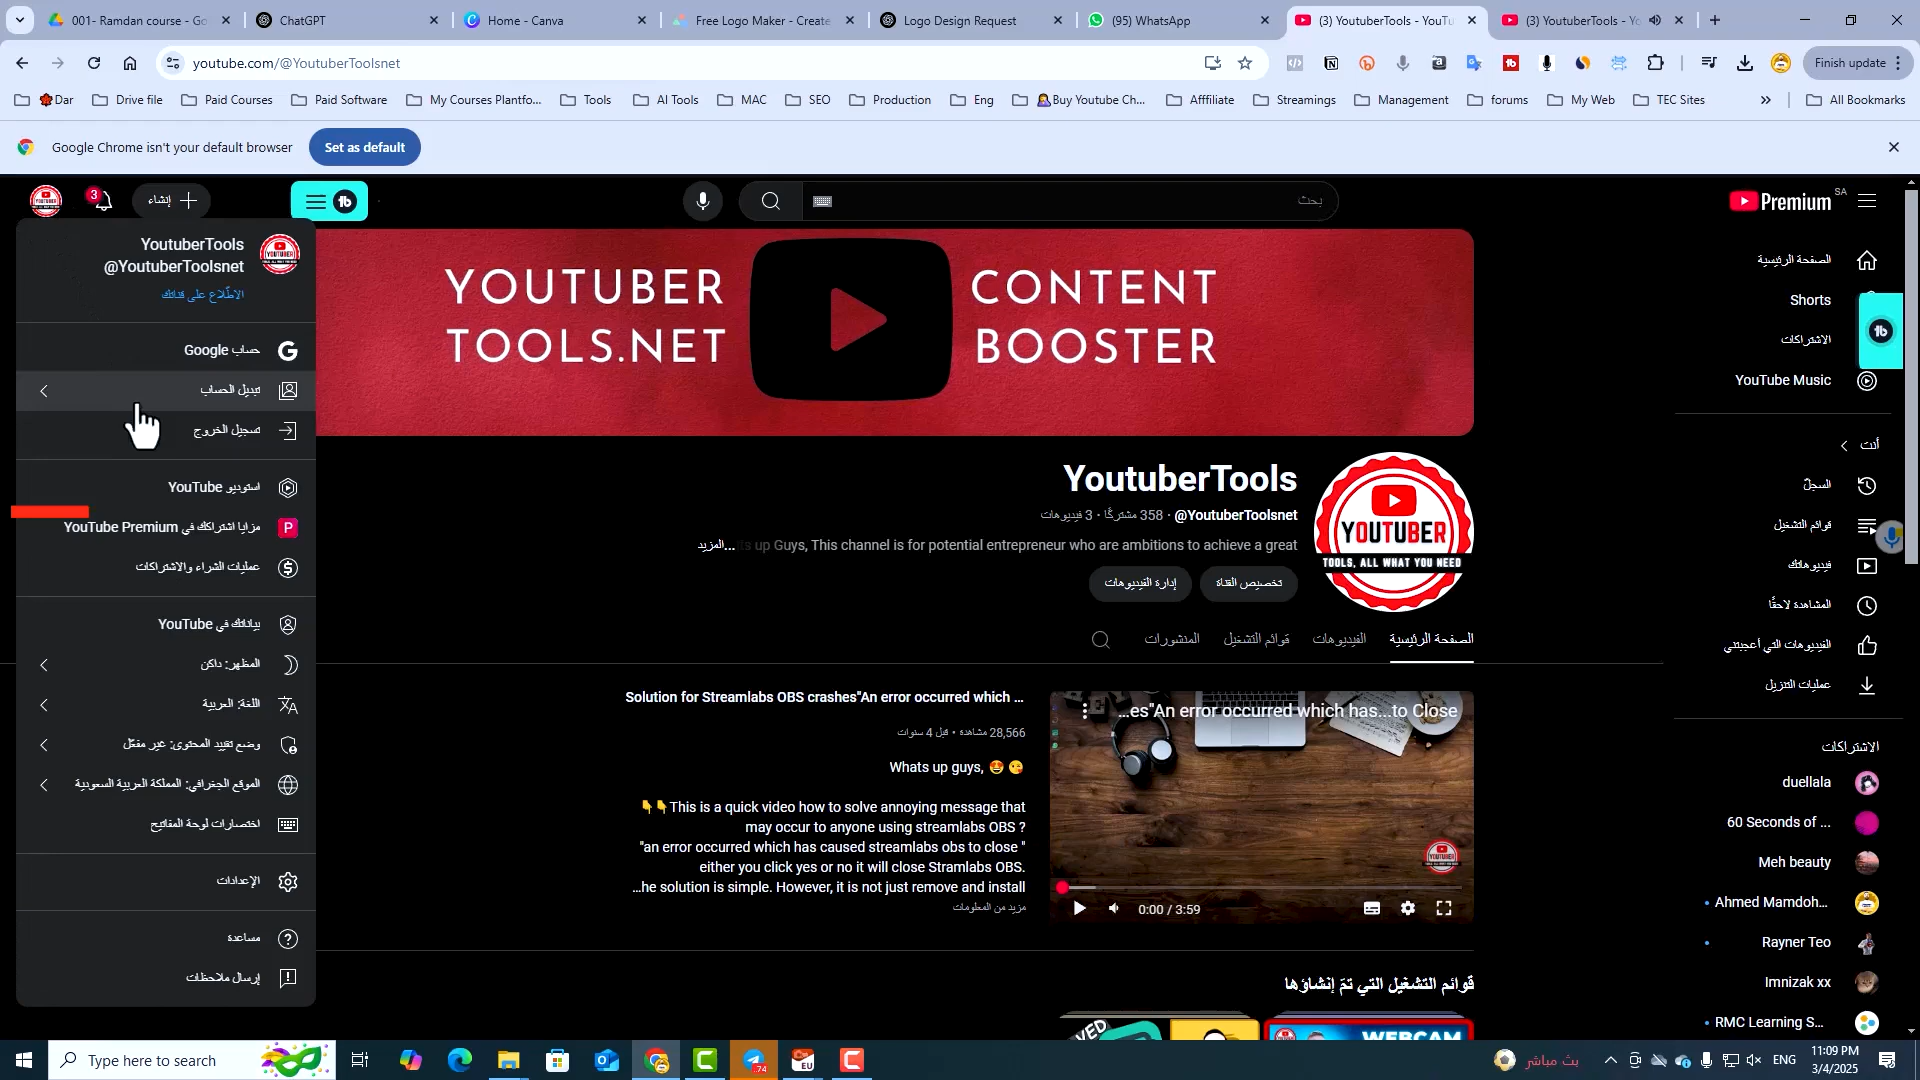 001- Ramdan course - Go
ChatGPT
Home - Canva
Free Logo Maker - Create
Logo Design Request
(95) WhatsApp
(3) YoutuberTools - YouTu
(3) YoutuberTools - Yo
youtube.com/@YoutuberToolsnet
Finish update
Dar
Drive file
Paid Courses
Paid Software
My Courses Plantfo...
Tools
AI Tools
MAC
SEO
Production
Eng
Buy Youtube Ch...
Afffiliate
Streamings
Management
forums
My Web
TEC Sites
»
All Bookmarks
Google Chrome isn't your default browser
Set as default
3
إنشاء
بحث
Premium
SA
YoutuberTools
@YoutuberToolsnet
الاطّلاع على قناتك
حساب Google
تبديل الحساب
تسجيل الخروج
استوديو YouTube
مزايا اشتراكك في YouTube Premium
عمليات الشراء والاشتراكات
بياناتك في YouTube
المظهر: داكن
اللغة: العربية
وضع تقييد المحتوى: غير مفعّل
الموقع الجغرافي: المملكة العربية السعودية
اختصارات لوحة المفاتيح
الإعدادات
مساعدة
إرسال ملاحظات
YOUTUBER
TOOLS.NET
CONTENT
BOOSTER
YoutuberTools
@YoutuberToolsnet • 358 مشتركًا • 3 فيديوهات
s up Guys, This channel is for potential entrepreneur who are ambitions to achieve a great
...المزيد
YOUTUBER
TOOLS, ALL WHAT YOU NEED
تخصيص القناة
إدارة الفيديوهات
الصفحة الرئيسية
الفيديوهات
قوائم التشغيل
المنشورات
Solution for Streamlabs OBS crashes"An error occurred which ...
28,566 مشاهدة • قبل 4 سنوات
Whats up guys, 🤩 😘
👇👇This is a quick video how to solve annoying message that
may occur to anyone using streamlabs OBS ?
"an error occurred which has caused streamlabs obs to close "
either you click yes or no it will close Stramlabs OBS.
...he solution is simple. However, it is not just remove and install
مزيد من المعلومات
...es"An error occurred which has...to Close
0:00 / 3:59
YOUTUBER
قوائم التشغيل التي تمّ إنشاؤها
WEBCAM
الصفحة الرئيسية
Shorts
الاشتراكات
YouTube Music
أنت
السجلّ
قوائم التشغيل
فيديوهاتك
المشاهدة لاحقًا
الفيديوهات التي أعجبتني
عمليات التنزيل
الاشتراكات
duellala
60 Seconds of ...
Meh beauty
Ahmed Mamdoh...
Rayner Teo
Imnizak xx
RMC Learning S...
Type here to search
74
EU
بث مباشر
ENG
11:09 PM
3/4/2025